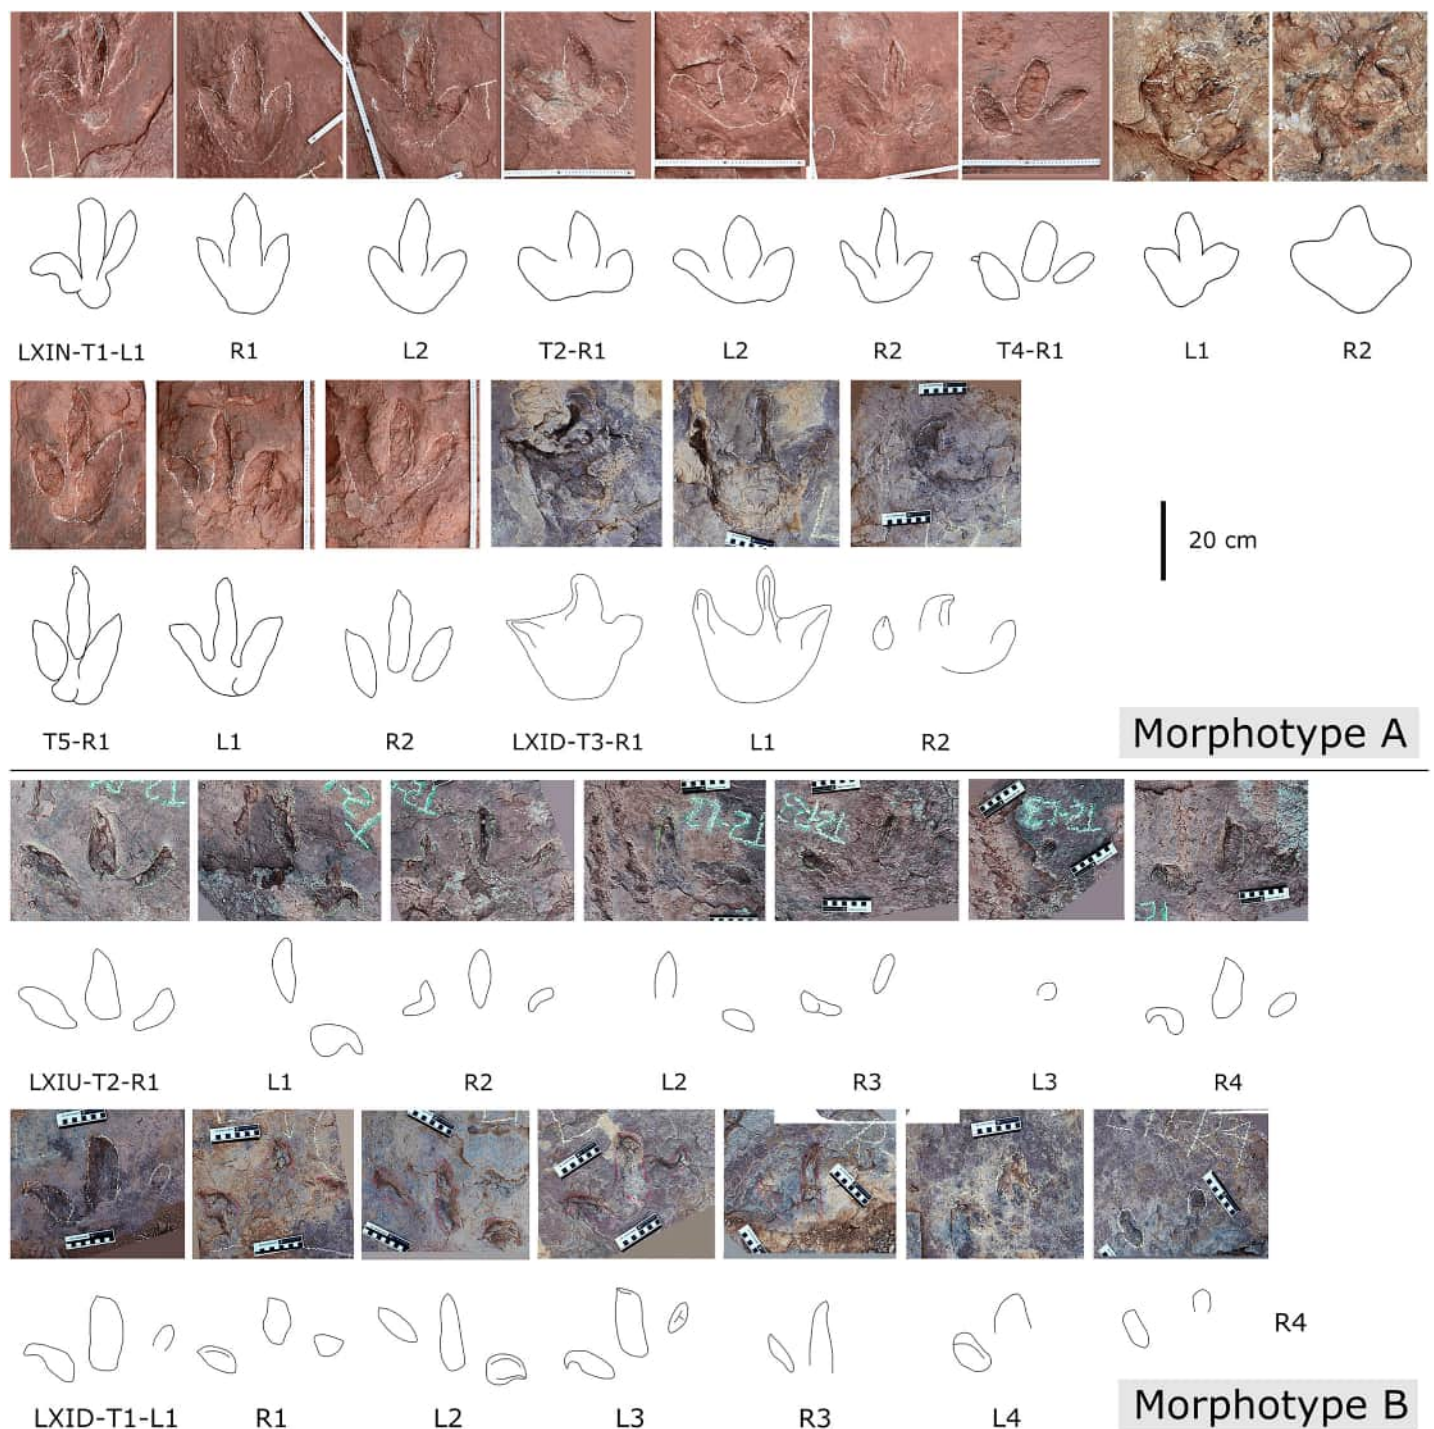 LXIN-T1-L1 R1 L2 T2-R1 L2 R2 T4-R1 L1 R2
20 cm
T5-R1 L1 R2 LXID-T3-R1 L1 R2
Morphotype A
LXIU-T2-R1 L1 R2 L2 R3 L3 R4
R4
LXID-T1-L1 R1 L2 L3 R3 L4
Morphotype B